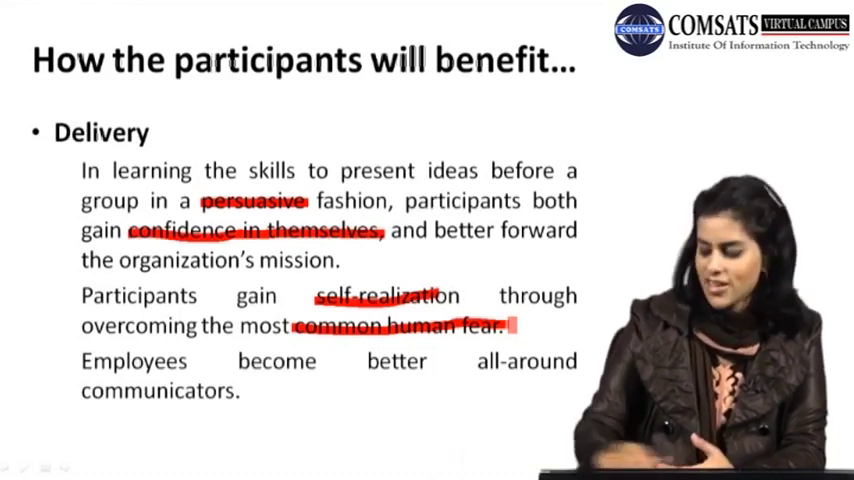 COMSATS VIRTUAL CAMPUS
COMSATS
Institute Of Information Technology
How the participants will benefit...
• Delivery
In learning the skills to present ideas before a
group in a persuasive fashion, participants both
gain confidence in themselves, and better forward
the organization's mission.
Participants gain self-realization through
overcoming the most common human fear.
Employees become better all-around
communicators.